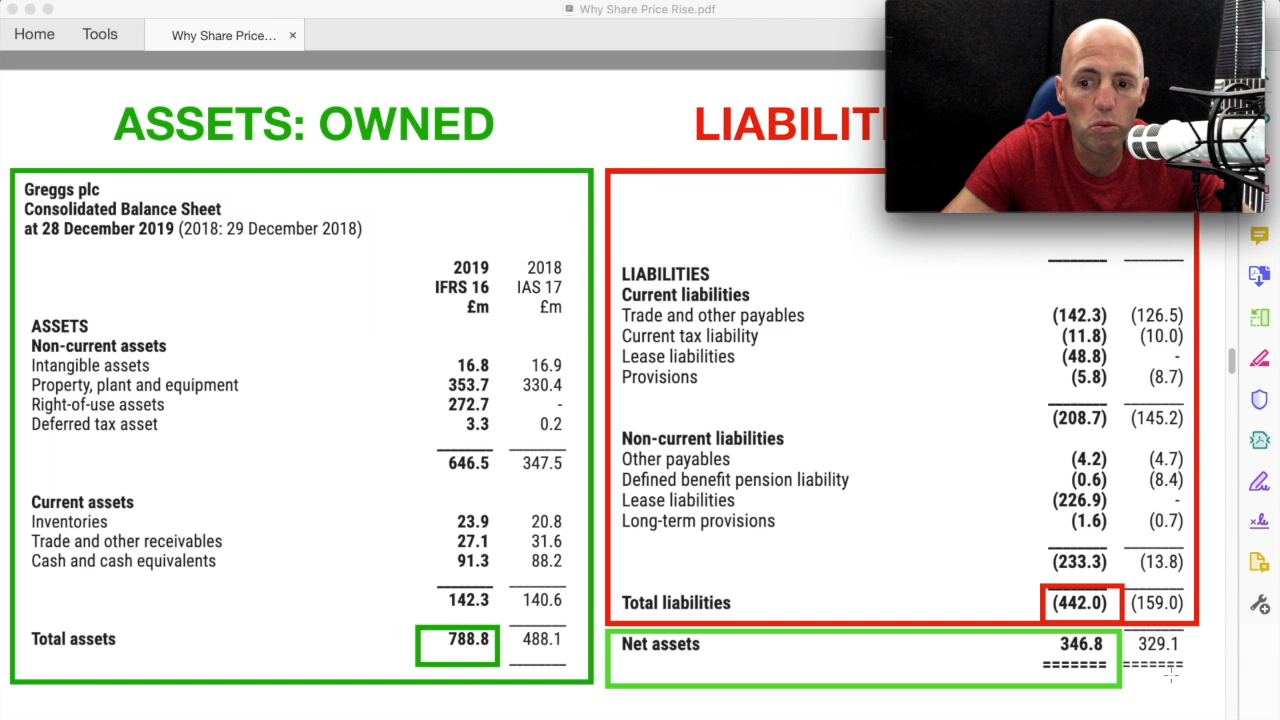 Why Share Price Rise.pdf
Home Tools Why Share Price... ×
ASSETS: OWNED
Greggs plc
Consolidated Balance Sheet
at 28 December 2019 (2018: 29 December 2018)
2019 2018
IFRS 16 IAS 17
£m £m
ASSETS
Non-current assets
Intangible assets 16.8 16.9
Property, plant and equipment 353.7 330.4
Right-of-use assets 272.7 -
Deferred tax asset 3.3 0.2
646.5 347.5
Current assets
Inventories 23.9 20.8
Trade and other receivables 27.1 31.6
Cash and cash equivalents 91.3 88.2
142.3 140.6
Total assets 788.8 488.1
LIABILIT
LIABILITIES
Current liabilities
Trade and other payables (142.3) (126.5)
Current tax liability (11.8) (10.0)
Lease liabilities (48.8) -
Provisions (5.8) (8.7)
(208.7) (145.2)
Non-current liabilities
Other payables (4.2) (4.7)
Defined benefit pension liability (0.6) (8.4)
Lease liabilities (226.9) -
Long-term provisions (1.6) (0.7)
(233.3) (13.8)
Total liabilities (442.0) (159.0)
Net assets 346.8 329.1